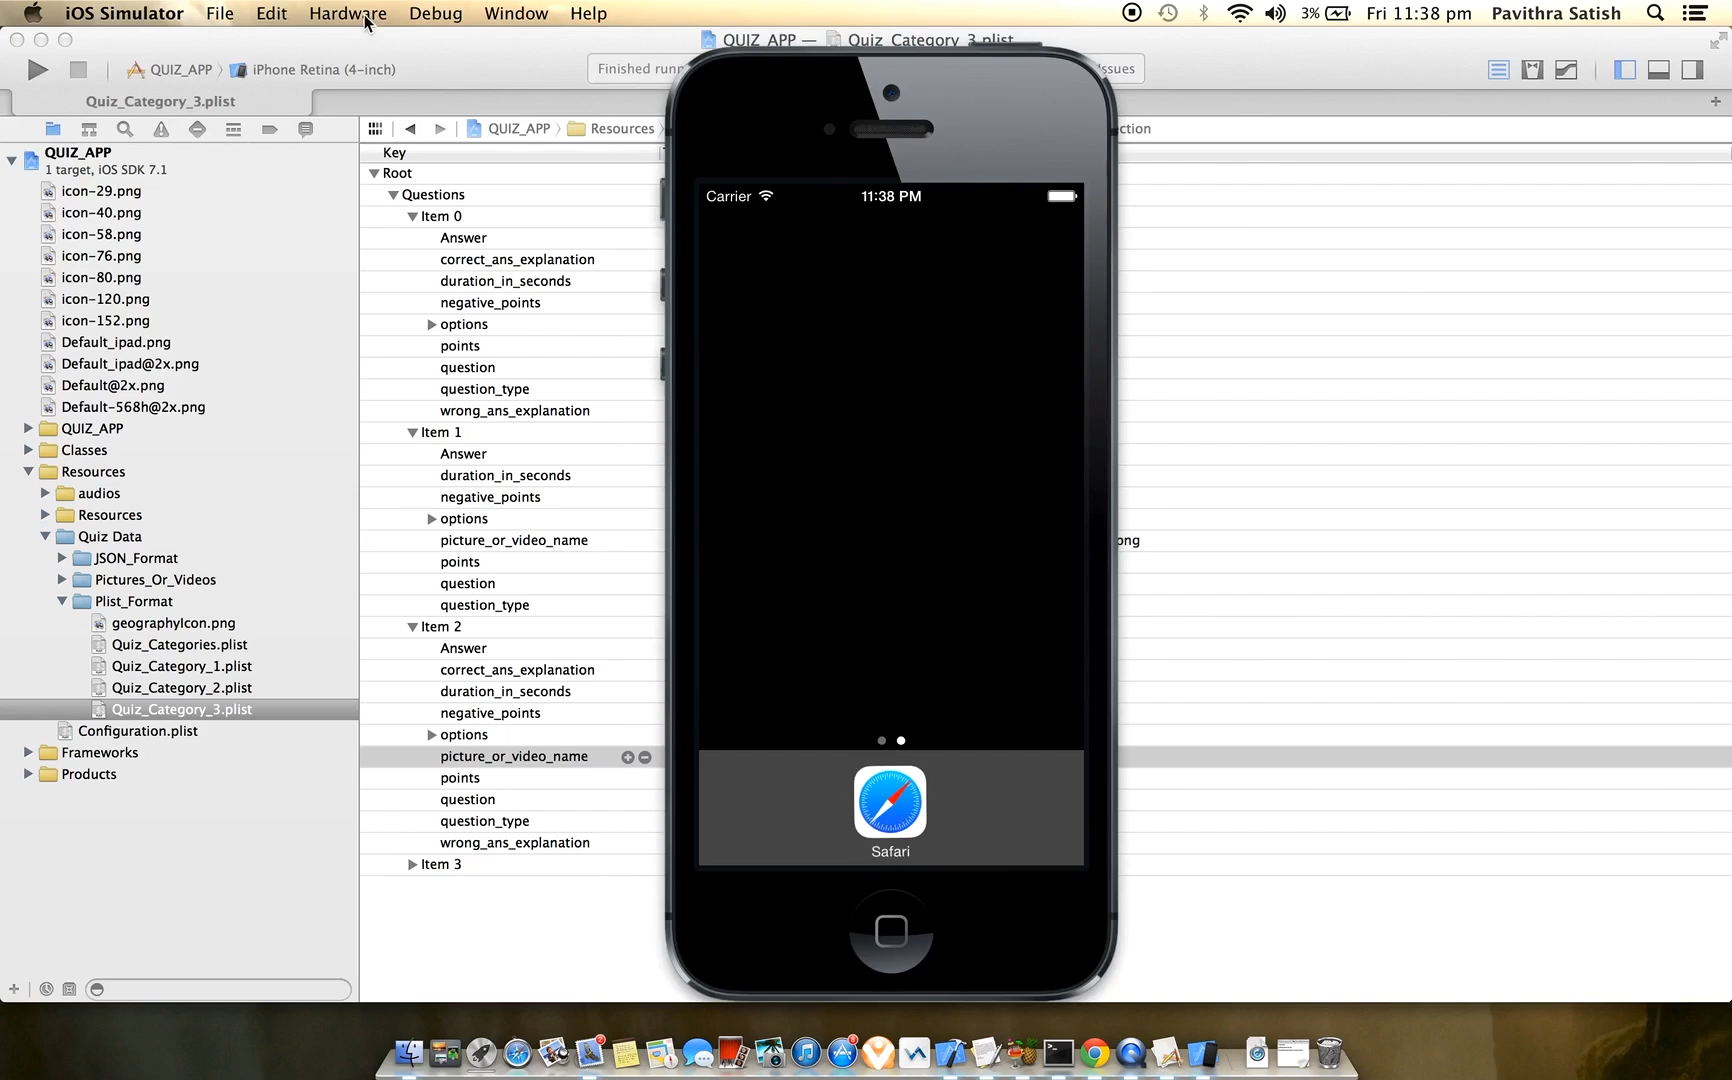 iOS Simulator File Edit Hardware Debug Window Help 3% Fri 11:38 pm Pavithra Satish
QUIZ_APP — Quiz_Category_3.plist
QUIZ_APP iPhone Retina (4-inch) Finished Issues
Quiz_Category_3.plist
QUIZ_APP Resources
QUIZ_APP
1 target, iOS SDK 7.1
icon-29.png
icon-40.png
icon-58.png
icon-76.png
icon-80.png
icon-120.png
icon-152.png
Default_ipad.png
Default_ipad@2x.png
Default@2x.png
Default-568h@2x.png
QUIZ_APP
Classes
Resources
audios
Resources
Quiz Data
JSON_Format
Pictures_Or_Videos
Plist_Format
geographyIcon.png
Quiz_Categories.plist
Quiz_Category_1.plist
Quiz_Category_2.plist
Quiz_Category_3.plist
Configuration.plist
Frameworks
Products
Key
Root
Questions
Item 0
Answer
correct_ans_explanation
duration_in_seconds
negative_points
options
points
question
question_type
wrong_ans_explanation
Item 1
Answer
duration_in_seconds
negative_points
options
picture_or_video_name png
points
question
question_type
Item 2
Answer
correct_ans_explanation
duration_in_seconds
negative_points
options
picture_or_video_name
points
question
question_type
wrong_ans_explanation
Item 3
Carrier 11:38 PM
Safari